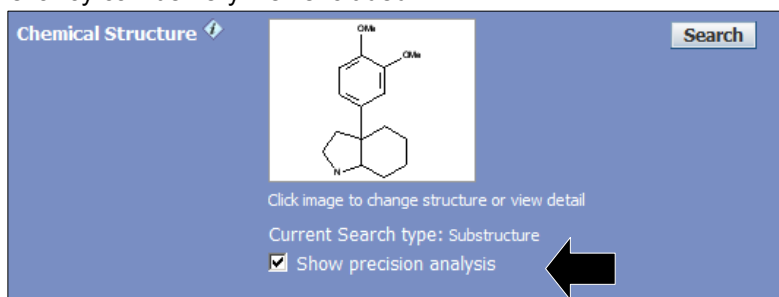 Chemical Structure
Search
OMe
OMe
N
Click image to change structure or view detail
Current Search type: Substructure
Show precision analysis